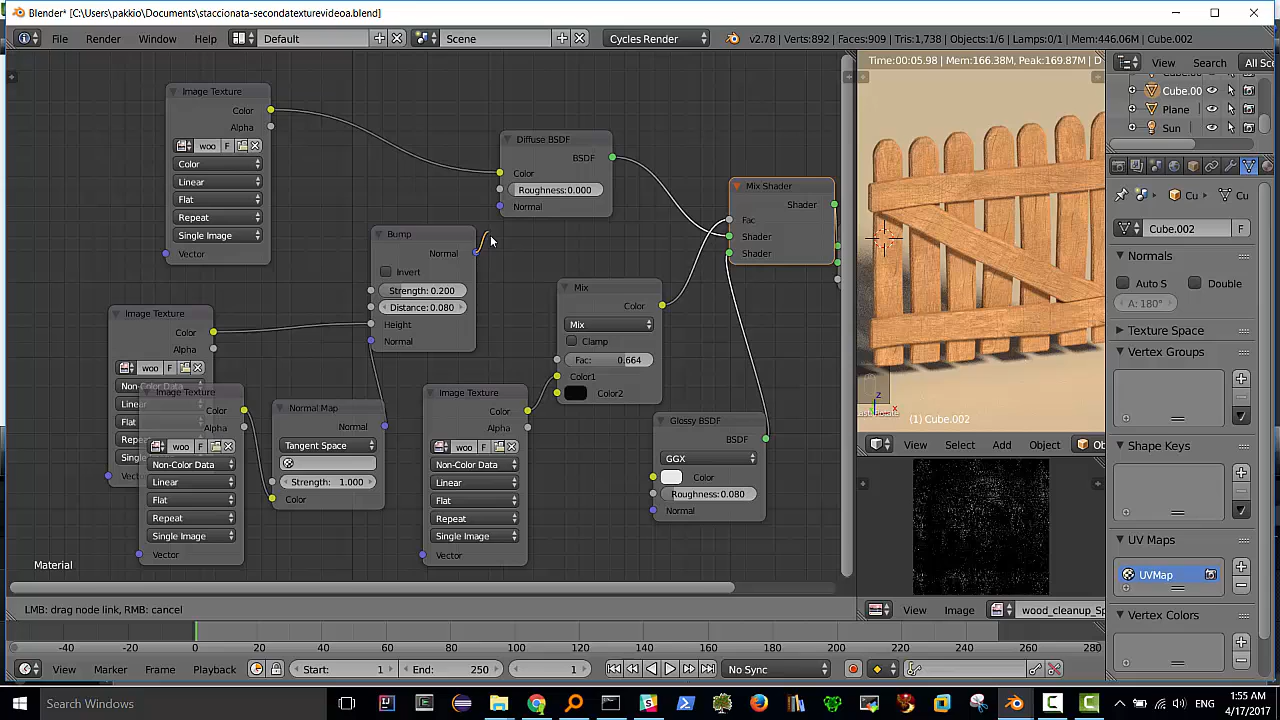 Blender* [C:\Users\pakkio\Documents\staccionata-secondatexturevideoa.blend]
File Render Window Help Default Scene Cycles Render v2.78 | Verts:892 | Faces:909 | Tris:1,738 | Objects:1/6 | Lamps:0/1 | Mem:446.06M | Cube.002
Time:00:05.98 | Mem:166.38M, Peak:169.87M | D
View Search All Sc
Cube.00
Plane
Sun
Image Texture
Color
Alpha
woo F
Color
Linear
Flat
Repeat
Single Image
Vector
Diffuse BSDF
BSDF
Color
Roughness:0.000
Normal
Mix Shader
Shader
Fac
Shader
Shader
Bump
Normal
Invert
Strength:0.200
Distance:0.080
Height
Normal
Image Texture
Color
Alpha
woo F
Non-Color Data
Linear
Flat
Image Texture
Color
Alpha
woo F
Non-Color Data
Linear
Flat
Repeat
Single Image
Vector
Normal Map
Normal
Tangent Space
Strength: 1.000
Color
Image Texture
Color
Alpha
woo F
Non-Color Data
Linear
Flat
Repeat
Single Image
Vector
Mix
Color
Mix
Clamp
Fac: 0.664
Color1
Color2
Glossy BSDF
BSDF
GGX
Color
Roughness:0.080
Normal
Material
(1) Cube.002
View Select Add Object Ob
View Image wood_cleanup_Sp
Cu Cu
Cube.002 F
Normals
Auto S Double
A: 180°
Texture Space
Vertex Groups
Shape Keys
UV Maps
UVMap
Vertex Colors
LMB: drag node link, RMB: cancel
-40 -20 0 20 40 60 80 100 120 140 160 180 200 220 240 260 280
View Marker Frame Playback Start: 1 End: 250 1 No Sync
Search Windows
1:55 AM
4/17/2017